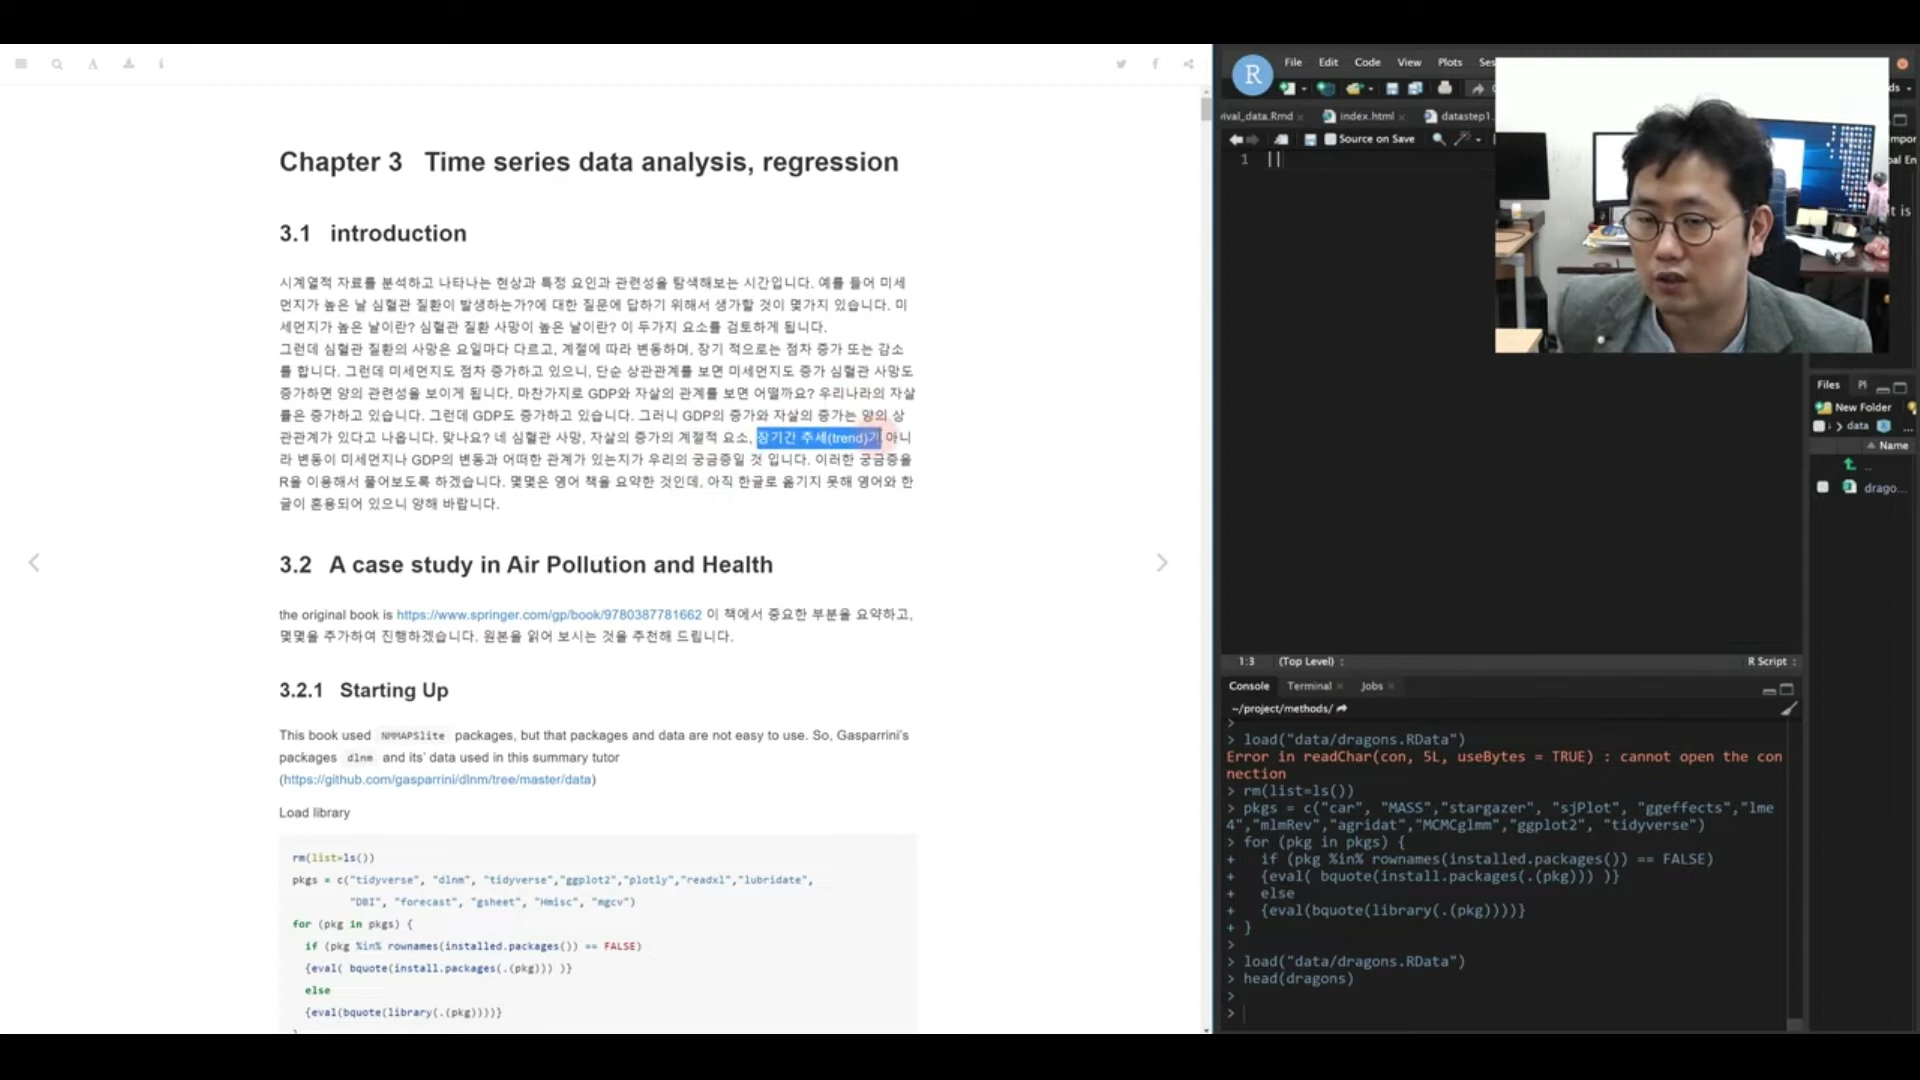 Chapter 3 Time series data analysis, regression
3.1 introduction
시계열적 자료를 분석하고 나타나는 현상과 특정 요인과 관련성을 탐색해보는 시간입니다. 예를 들어 미세
먼지가 높은 날 심혈관 질환이 발생하는가?에 대한 질문에 답하기 위해서 생가할 것이 몇가지 있습니다. 미
세먼지가 높은 날이란? 심혈관 질환 사망이 높은 날이란? 이 두가지 요소를 검토하게 됩니다.
그런데 심혈관 질환의 사망은 요일마다 다르고, 계절에 따라 변동하며, 장기 적으로는 점차 증가 또는 감소
를 합니다. 그런데 미세먼지도 점차 증가하고 있으니, 단순 상관관계를 보면 미세먼지도 증가 심혈관 사망도
증가하면 양의 관련성을 보이게 됩니다. 마찬가지로 GDP와 자살의 관계를 보면 어떨까요? 우리나라의 자살
률은 증가하고 있습니다. 그런데 GDP도 증가하고 있습니다. 그러니 GDP의 증가와 자살의 증가는 양의 상
관관계가 있다고 나옵니다. 맞나요? 네 심혈관 사망, 자살의 증가의 계절적 요소, 장기간 추세(trend)가 아니
라 변동이 미세먼지나 GDP의 변동과 어떠한 관계가 있는지가 우리의 궁금증일 것 입니다. 이러한 궁금증을
R을 이용해서 풀어보도록 하겠습니다. 몇몇은 영어 책을 요약한 것인데, 아직 한글로 옮기지 못해 영어와 한
글이 혼용되어 있으니 양해 바랍니다.
3.2 A case study in Air Pollution and Health
the original book is https://www.springer.com/gp/book/9780387781662 이 책에서 중요한 부분을 요약하고,
몇몇을 추가하여 진행하겠습니다. 원본을 읽어 보시는 것을 추천해 드립니다.
3.2.1 Starting Up
This book used NMMAPSlite packages, but that packages and data are not easy to use. So, Gasparrini's
packages dlnm and its' data used in this summary tutor
(https://github.com/gasparrini/dlnm/tree/master/data)
Load library
rm(list=ls())
pkgs = c("tidyverse", "dlnm", "tidyverse","ggplot2","plotly","readxl","lubridate",
"DBI", "forecast", "gsheet", "Hmisc", "mgcv")
for (pkg in pkgs) {
if (pkg %in% rownames(installed.packages()) == FALSE)
{eval( bquote(install.packages(.(pkg))) )}
else
{eval(bquote(library(.(pkg))))}
R File Edit Code View Plots Ses
ival_data.Rmd index.html datastep1.
Source on Save
1
1:3 (Top Level) R Script
Console Terminal Jobs
~/project/methods/
>
> load("data/dragons.RData")
Error in readChar(con, 5L, useBytes = TRUE) : cannot open the con
nection
> rm(list=ls())
> pkgs = c("car", "MASS","stargazer", "sjPlot", "ggeffects","lme
4","mlmRev","agridat","MCMCglmm","ggplot2", "tidyverse")
> for (pkg in pkgs) {
+ if (pkg %in% rownames(installed.packages()) == FALSE)
+ {eval( bquote(install.packages(.(pkg))) )}
+ else
+ {eval(bquote(library(.(pkg))))}
+ }
>
> load("data/dragons.RData")
> head(dragons)
>
>
Files Pl
New Folder
> data ...
Name
..
drago...